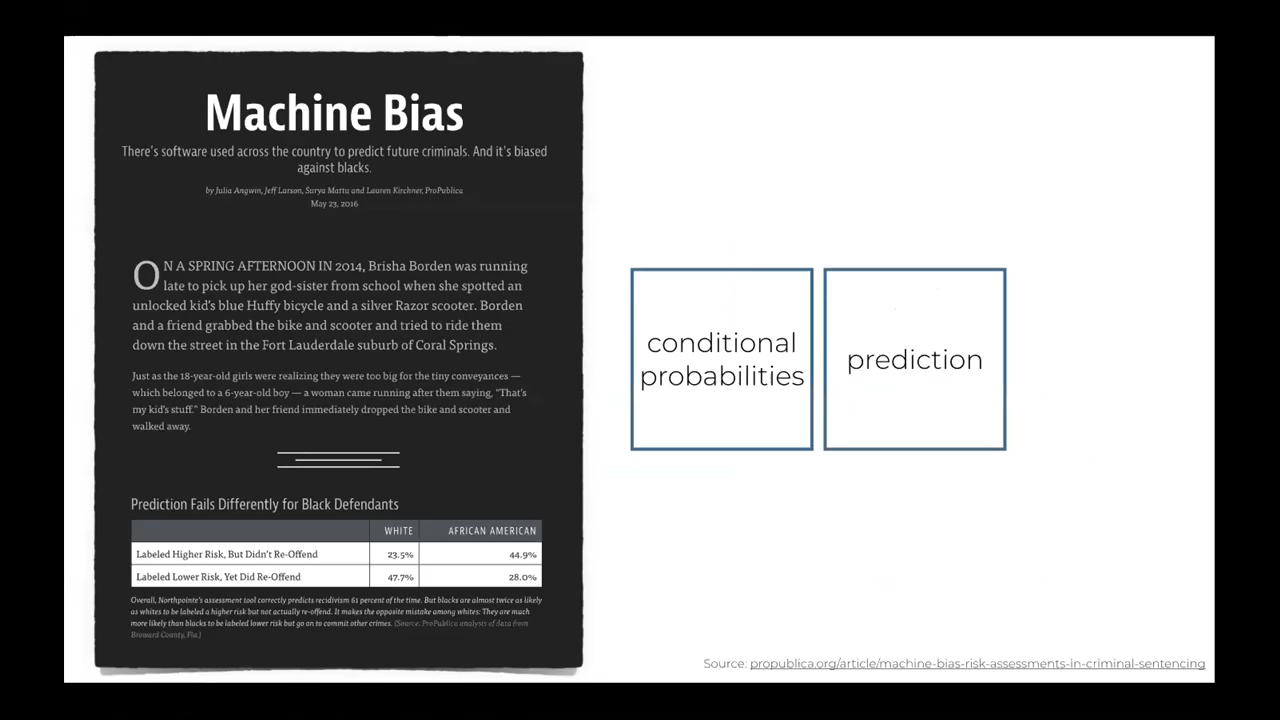 Machine Bias
There's software used across the country to predict future criminals. And it's biased
against blacks.
by Julia Angwin, Jeff Larson, Surya Mattu and Lauren Kirchner, ProPublica
May 23, 2016
ON A SPRING AFTERNOON IN 2014, Brisha Borden was running
late to pick up her god-sister from school when she spotted an
unlocked kid's blue Huffy bicycle and a silver Razor scooter. Borden
and a friend grabbed the bike and scooter and tried to ride them
down the street in the Fort Lauderdale suburb of Coral Springs.
Just as the 18-year-old girls were realizing they were too big for the tiny conveyances —
which belonged to a 6-year-old boy — a woman came running after them saying, "That's
my kid's stuff." Borden and her friend immediately dropped the bike and scooter and
walked away.
Prediction Fails Differently for Black Defendants
WHITE AFRICAN AMERICAN
Labeled Higher Risk, But Didn't Re-Offend 23.5% 44.9%
Labeled Lower Risk, Yet Did Re-Offend 47.7% 28.0%
Overall, Northpointe's assessment tool correctly predicts recidivism 61 percent of the time. But blacks are almost twice as likely
as whites to be labeled a higher risk but not actually re-offend. It makes the opposite mistake among whites: They are much
more likely than blacks to be labeled lower risk but go on to commit other crimes. (Source: ProPublica analysis of data from
Broward County, Fla.)
conditional
probabilities
prediction
Source: propublica.org/article/machine-bias-risk-assessments-in-criminal-sentencing